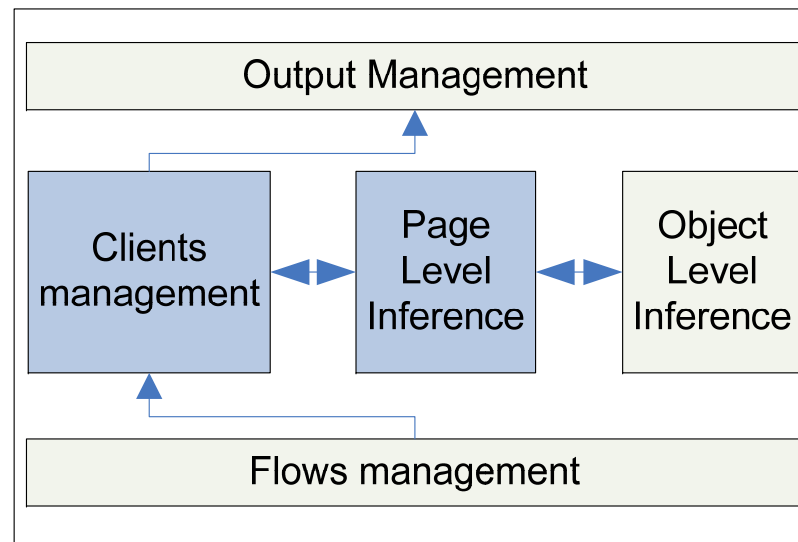 Output Management
Clients
management
Page
Level
Inference
Object
Level
Inference
Flows management